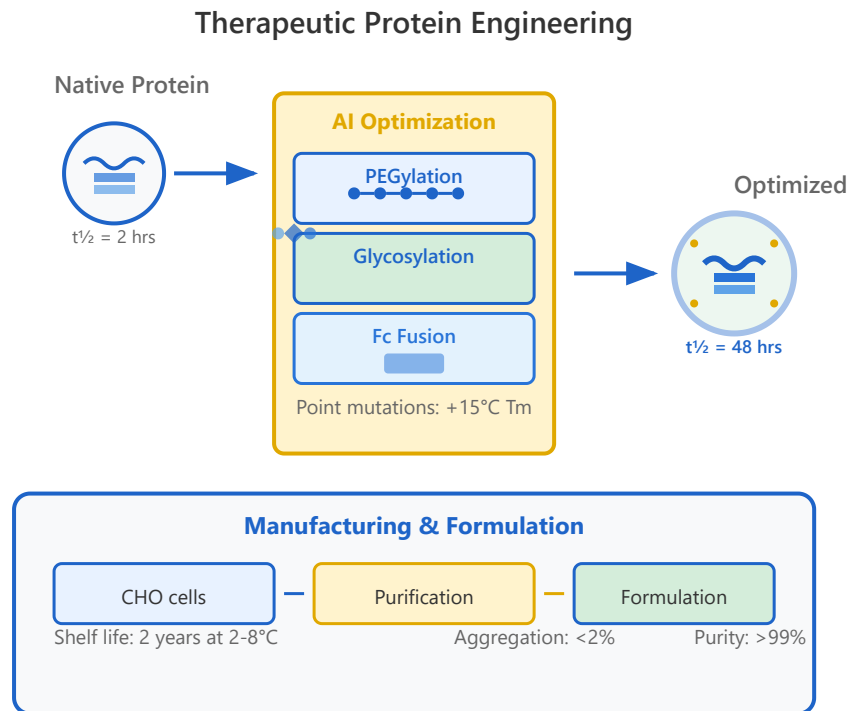 Therapeutic Protein Engineering
Native Protein
t½ = 2 hrs
AI Optimization
PEGylation
Glycosylation
Fc Fusion
Point mutations: +15°C Tm
Optimized
t½ = 48 hrs
Manufacturing & Formulation
CHO cells
Purification
Formulation
Shelf life: 2 years at 2-8°C
Aggregation: <2%
Purity: >99%